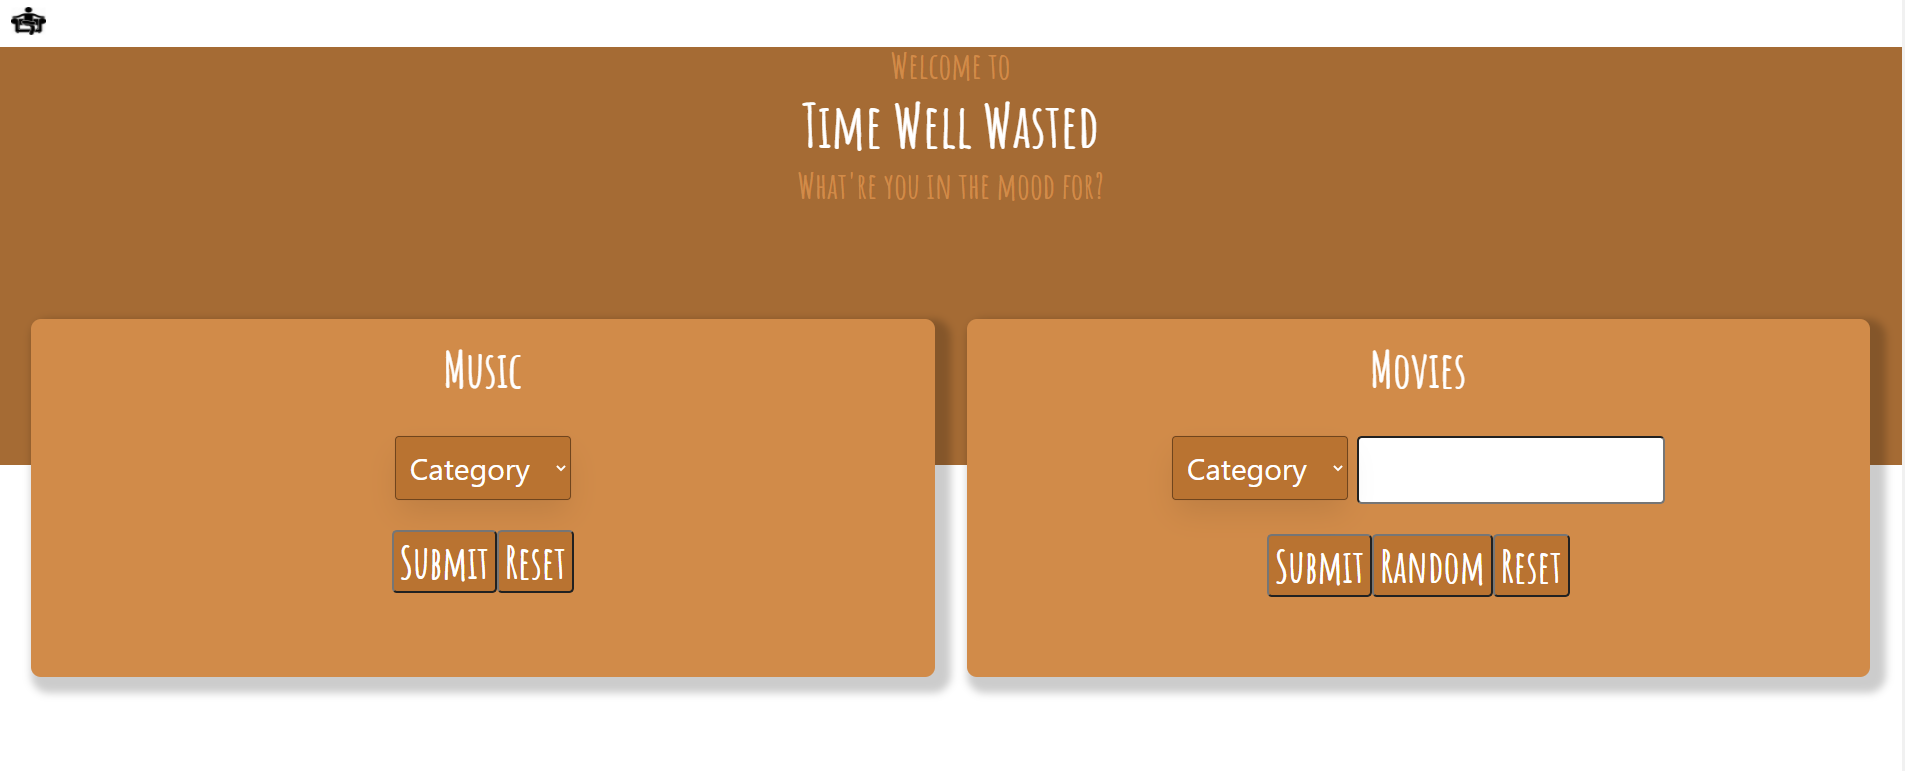 Welcome to
Time Well Wasted
What're you in the mood for?
Music
Category
Submit Reset
Movies
Category
Submit Random Reset